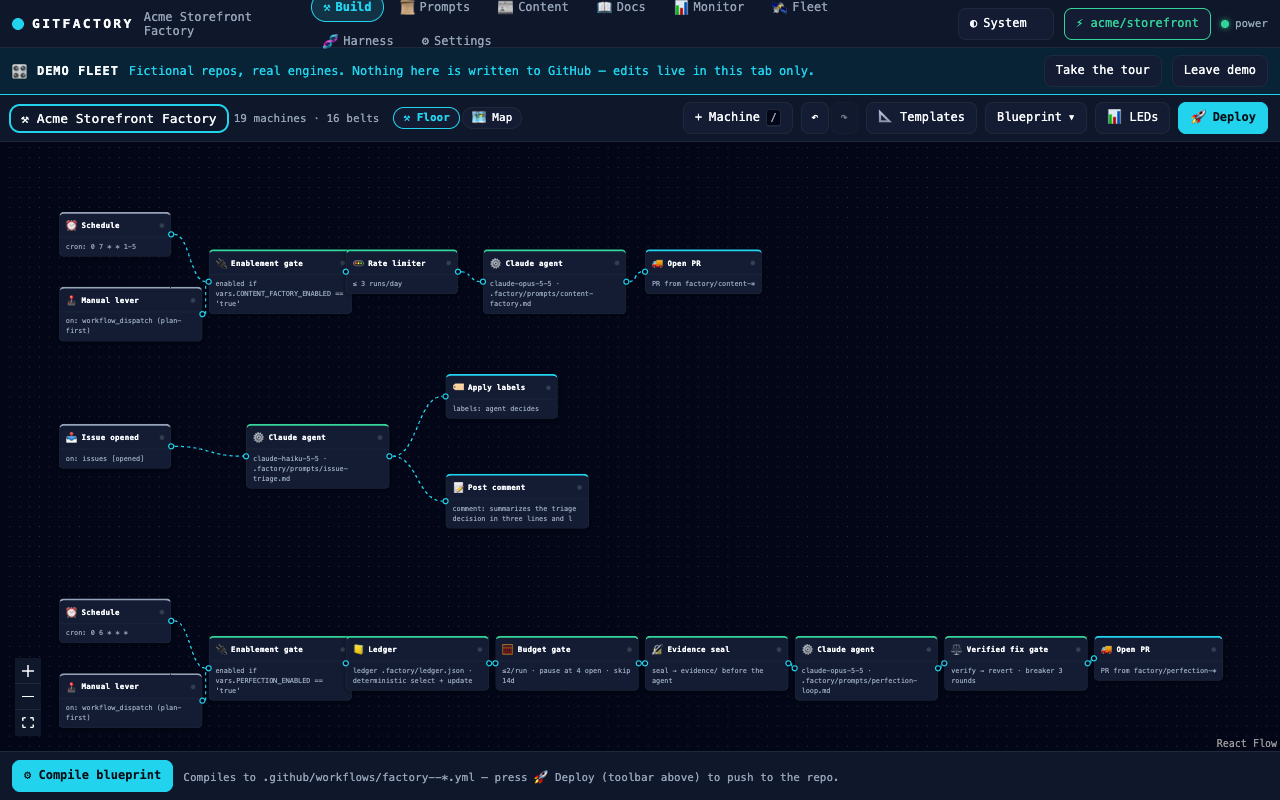 GITFACTORY
Acme Storefront
Factory
Build
Prompts
Content
Docs
Monitor
Fleet
Harness
Settings
System
acme/storefront
power
DEMO FLEET Fictional repos, real engines. Nothing here is written to GitHub — edits live in this tab only.
Take the tour
Leave demo
Acme Storefront Factory
19 machines · 16 belts
Floor
Map
+ Machine /
Templates
Blueprint ▾
LEDs
Deploy
Schedule
cron: 0 7 * * 1-5
Manual lever
on: workflow_dispatch (plan-
first)
Enablement gate
enabled if
vars.CONTENT_FACTORY_ENABLED ==
'true'
Rate limiter
≤ 3 runs/day
Claude agent
claude-opus-5-5 ·
.factory/prompts/content-
factory.md
Open PR
PR from factory/content-*
Issue opened
on: issues [opened]
Claude agent
claude-haiku-5-5 ·
.factory/prompts/issue-
triage.md
Apply labels
labels: agent decides
Post comment
comment: summarizes the triage
decision in three lines and l
Schedule
cron: 0 6 * * *
Manual lever
on: workflow_dispatch (plan-
first)
Enablement gate
enabled if
vars.PERFECTION_ENABLED ==
'true'
Ledger
ledger .factory/ledger.json ·
deterministic select + update
Budget gate
≤2/run · pause at 4 open · skip
14d
Evidence seal
seal → evidence/ before the
agent
Claude agent
claude-opus-5-5 ·
.factory/prompts/perfection-
loop.md
Verified fix gate
verify → revert · breaker 3
rounds
Open PR
PR from factory/perfection-*
React Flow
Compile blueprint
Compiles to .github/workflows/factory--*.yml — press 🚀 Deploy (toolbar above) to push to the repo.